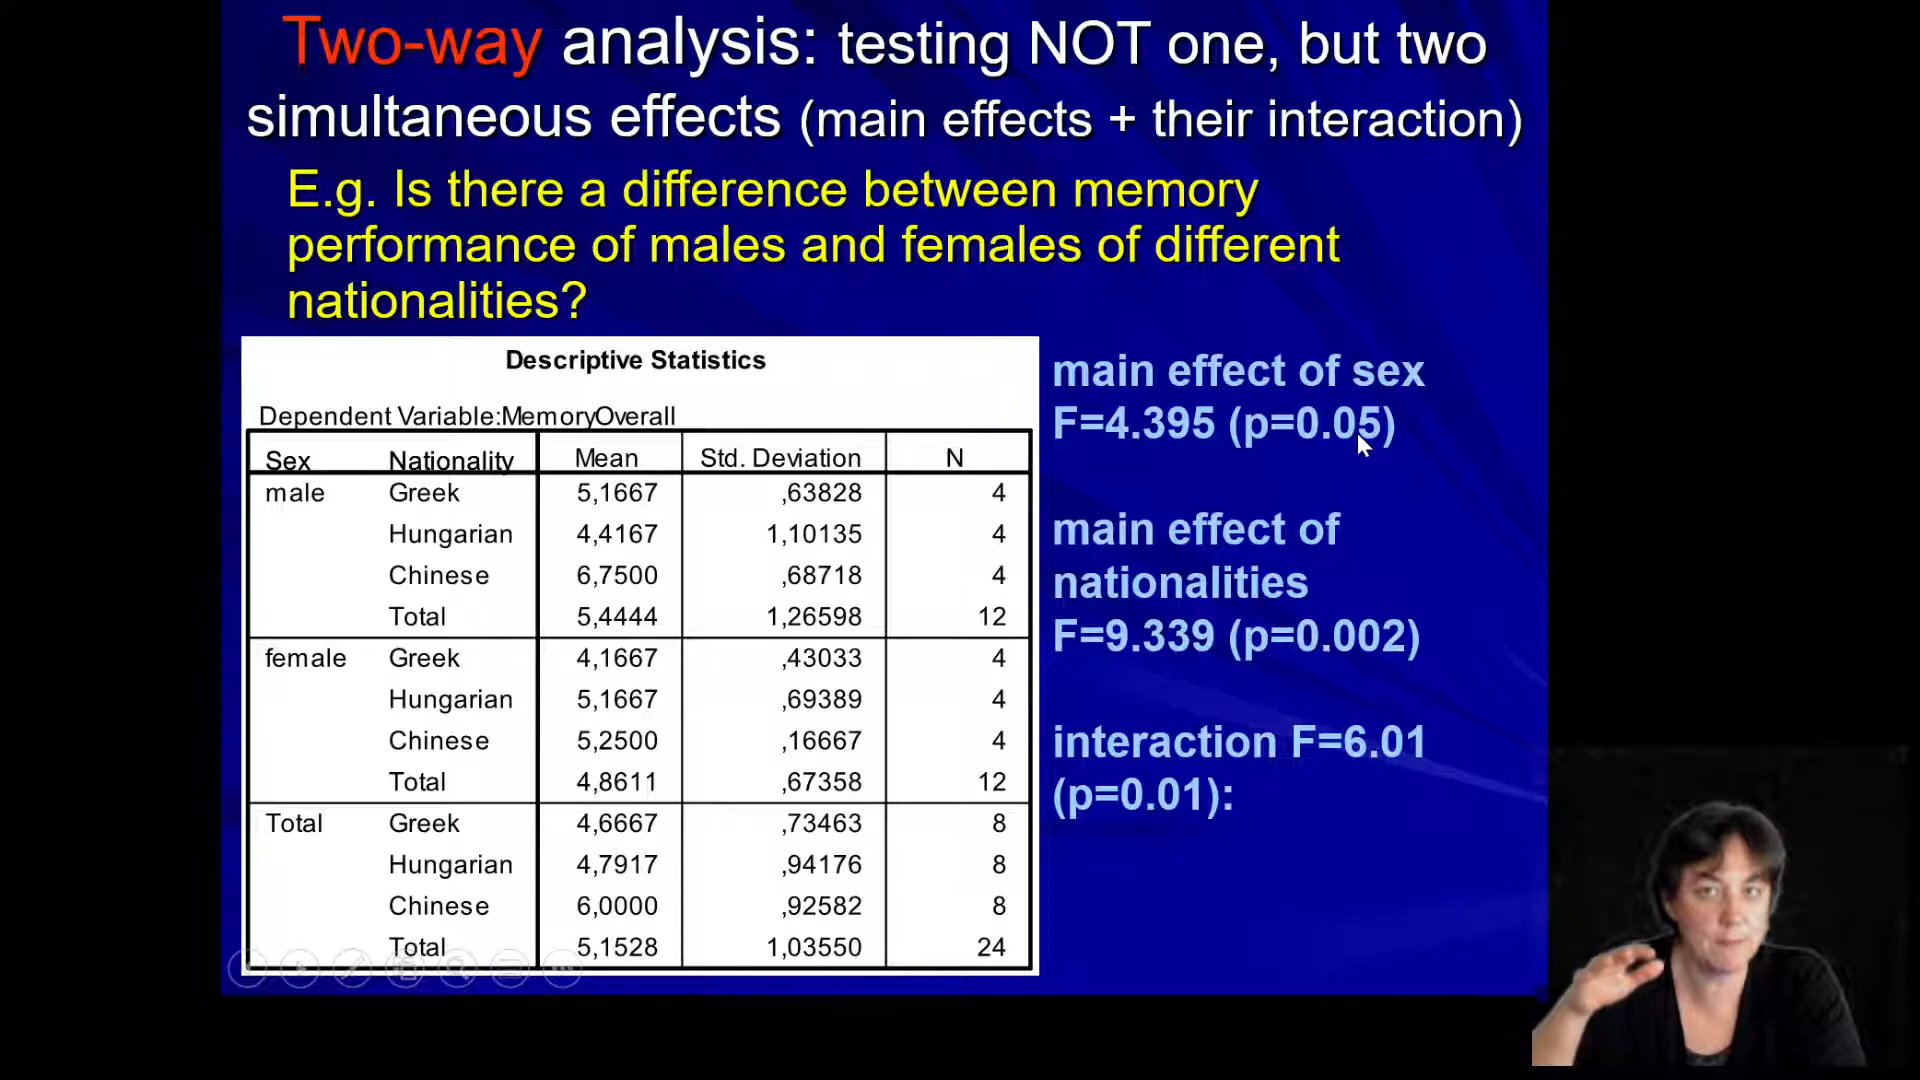 Two-way analysis: testing NOT one, but two
simultaneous effects (main effects + their interaction)
E.g. Is there a difference between memory
performance of males and females of different
nationalities?
Descriptive Statistics
Dependent Variable:MemoryOverall
Sex Nationality Mean Std. Deviation N
male Greek 5,1667 ,63828 4
Hungarian 4,4167 1,10135 4
Chinese 6,7500 ,68718 4
Total 5,4444 1,26598 12
female Greek 4,1667 ,43033 4
Hungarian 5,1667 ,69389 4
Chinese 5,2500 ,16667 4
Total 4,8611 ,67358 12
Total Greek 4,6667 ,73463 8
Hungarian 4,7917 ,94176 8
Chinese 6,0000 ,92582 8
Total 5,1528 1,03550 24
main effect of sex
F=4.395 (p=0.05)
main effect of
nationalities
F=9.339 (p=0.002)
interaction F=6.01
(p=0.01):